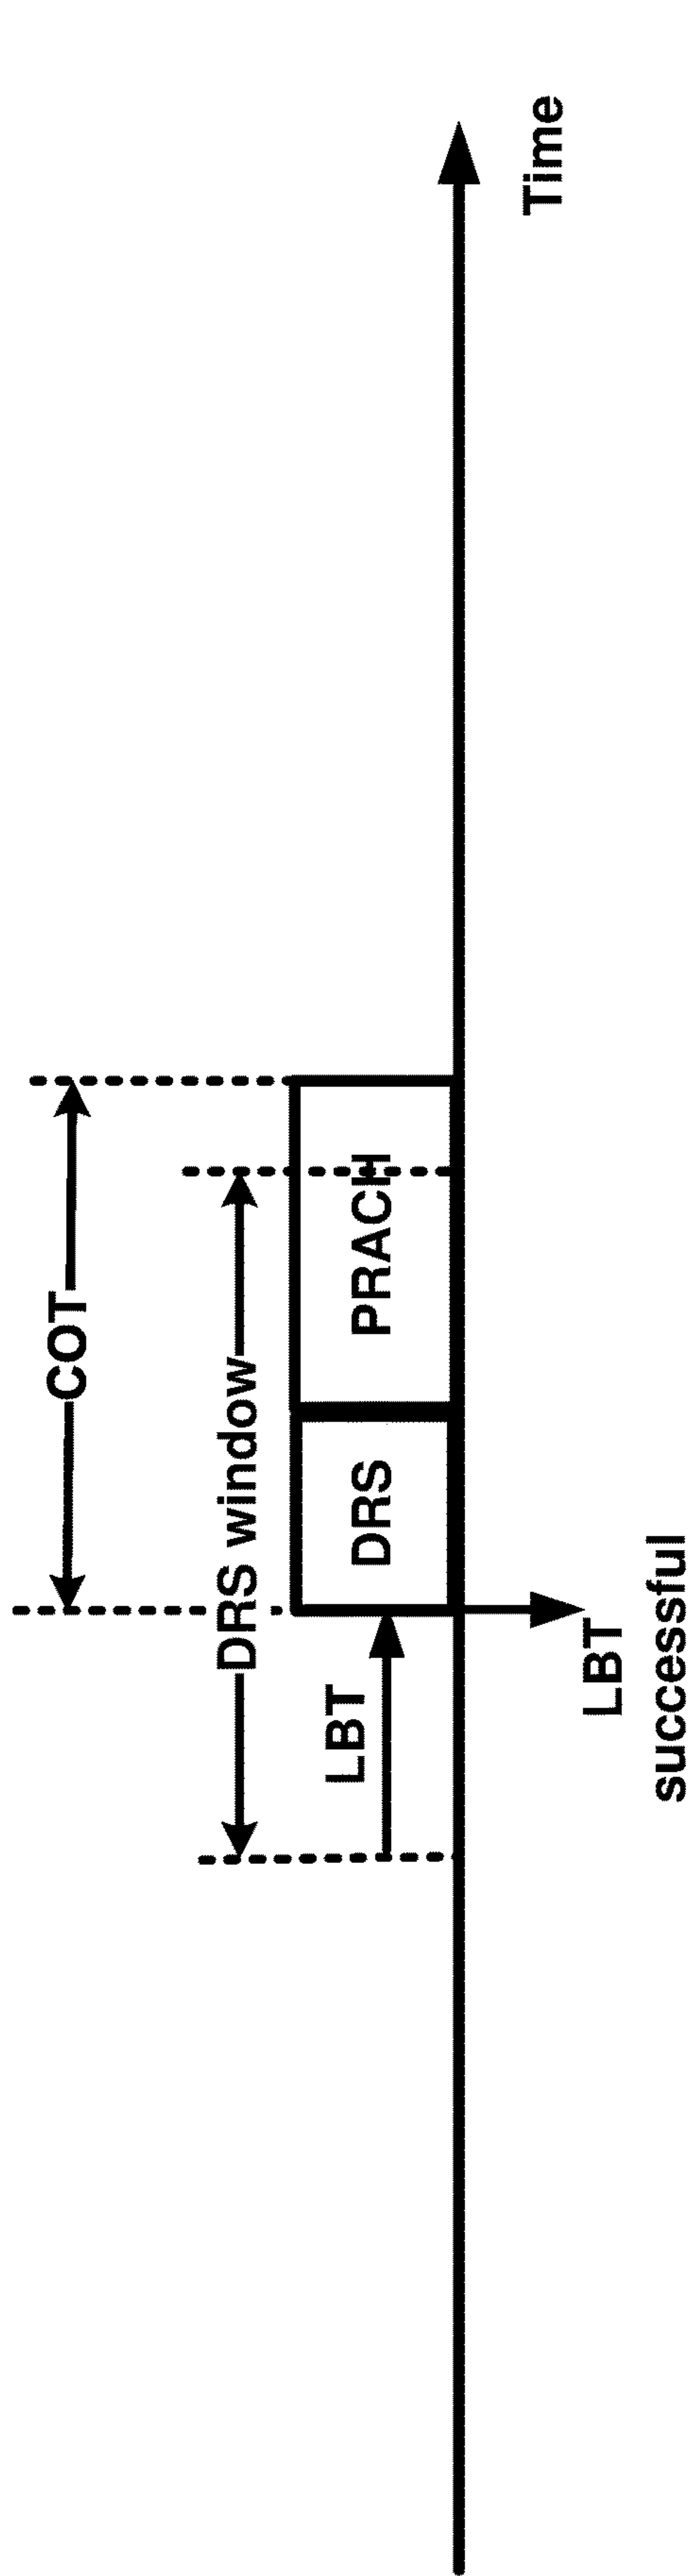 COT
DRS window
LBT
DRS
PRACH
Time
LBT
successful